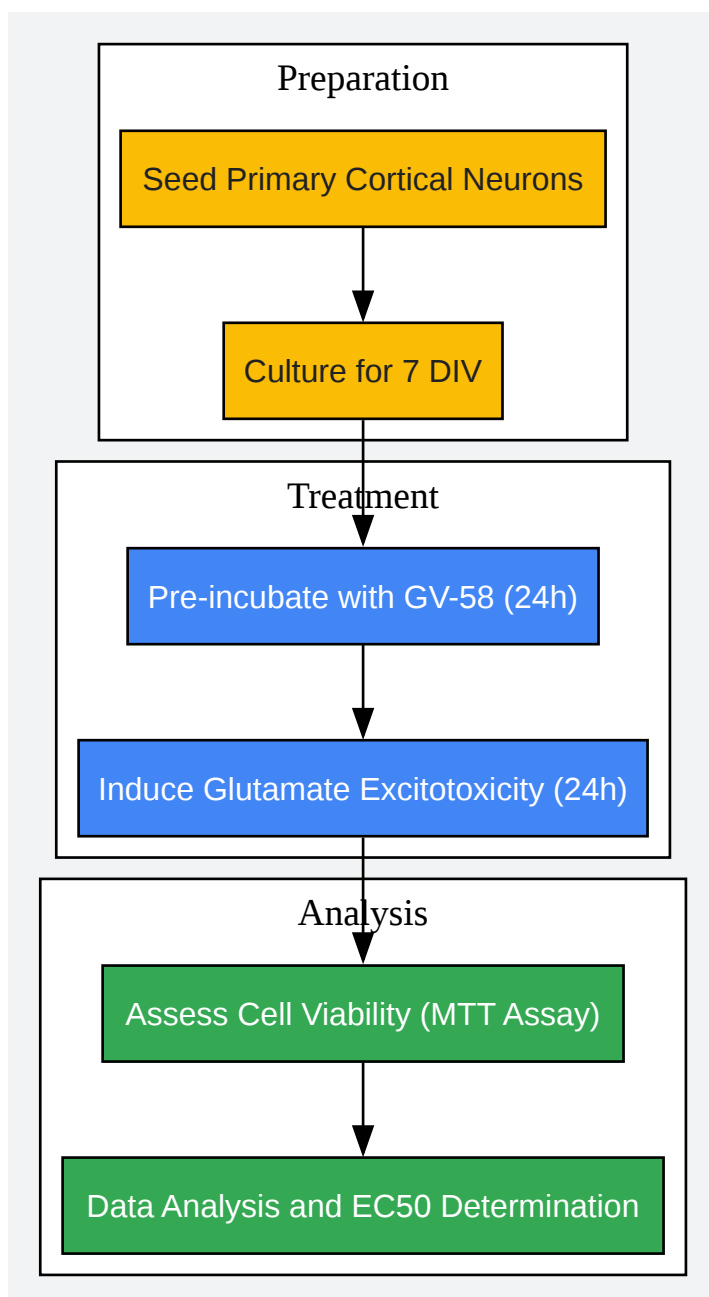 Preparation
Seed Primary Cortical Neurons
Culture for 7 DIV
Treatment
Pre-incubate with GV-58 (24h)
Induce Glutamate Excitotoxicity (24h)
Analysis
Assess Cell Viability (MTT Assay)
Data Analysis and EC50 Determination